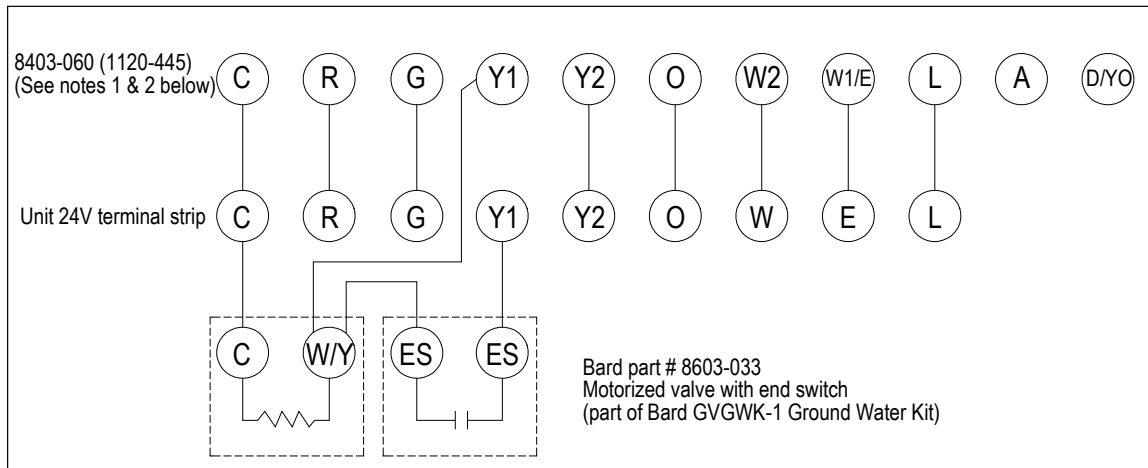 8403-060 (1120-445)
(See notes 1 & 2 below)
C R G Y1 Y2 O W2 W1/E L A D/YO
Unit 24V terminal strip
C R G Y1 Y2 O W E L
C W/Y ES ES
Bard part # 8603-033
Motorized valve with end switch
(part of Bard GVGWK-1 Ground Water Kit)